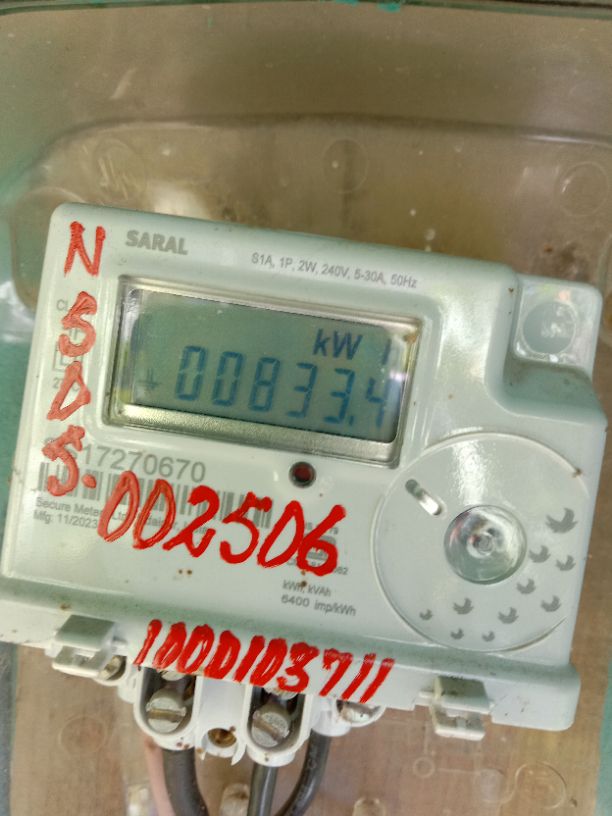 SARAL
S1A, 1P, 2W, 240V, 5-30A, 50Hz
kW
00833.4
N
S
D
S.
17270670
Secure Mete
Mfg: 11/2023
002506
kWh, kVAh
6400 imp/kWh
1000103711